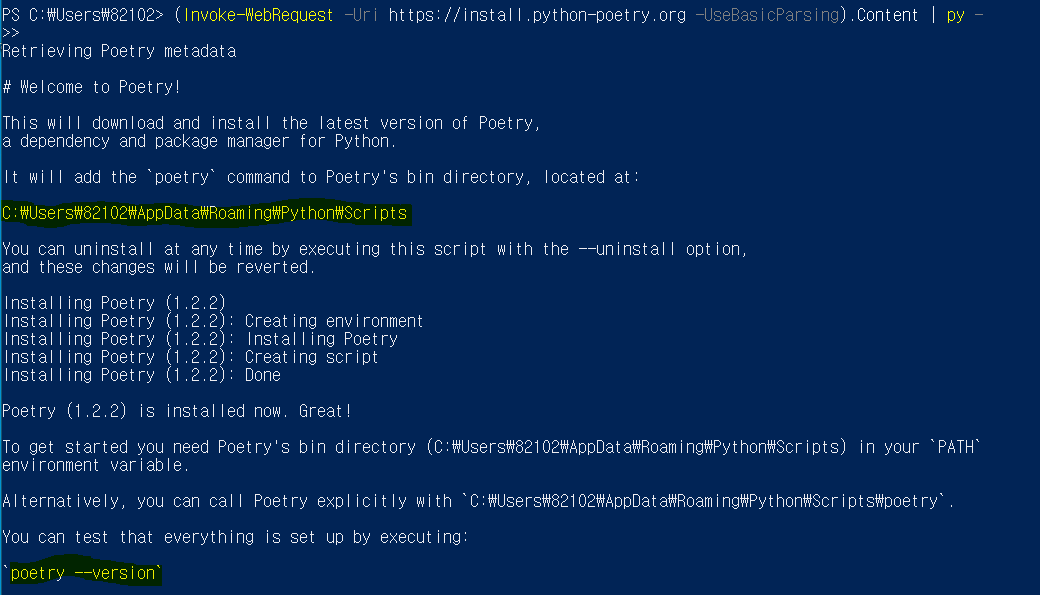 PS C:₩Users₩82102> (Invoke-WebRequest -Uri https://install.python-poetry.org -UseBasicParsing).Content | py -
>>
Retrieving Poetry metadata
# Welcome to Poetry!
This will download and install the latest version of Poetry,
a dependency and package manager for Python.
It will add the `poetry` command to Poetry's bin directory, located at:
C:₩Users₩82102₩AppData₩Roaming₩Python₩Scripts
You can uninstall at any time by executing this script with the --uninstall option,
and these changes will be reverted.
Installing Poetry (1.2.2)
Installing Poetry (1.2.2): Creating environment
Installing Poetry (1.2.2): Installing Poetry
Installing Poetry (1.2.2): Creating script
Installing Poetry (1.2.2): Done
Poetry (1.2.2) is installed now. Great!
To get started you need Poetry's bin directory (C:₩Users₩82102₩AppData₩Roaming₩Python₩Scripts) in your `PATH`
environment variable.
Alternatively, you can call Poetry explicitly with `C:₩Users₩82102₩AppData₩Roaming₩Python₩Scripts₩poetry`.
You can test that everything is set up by executing:
`poetry --version`